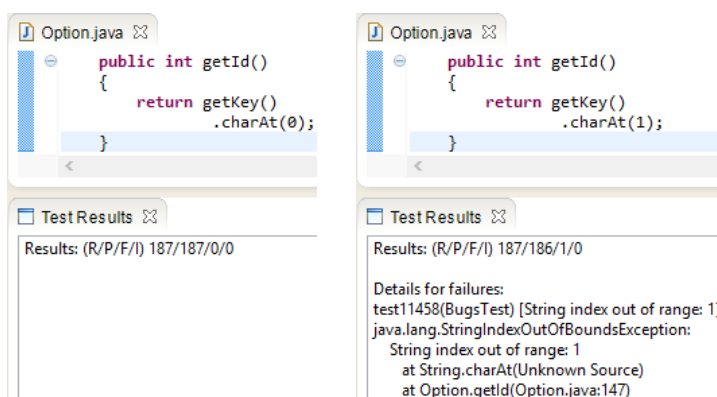 Option.java
public int getId()
{
return getKey()
.charAt(0);
}
Test Results
Results: (R/P/F/I) 187/187/0/0
Option.java
public int getId()
{
return getKey()
.charAt(1);
}
Test Results
Results: (R/P/F/I) 187/186/1/0
Details for failures:
test11458(BugsTest) [String index out of range: 1]
java.lang.StringIndexOutOfBoundsException:
String index out of range: 1
at String.charAt(Unknown Source)
at Option.getId(Option.java:147)